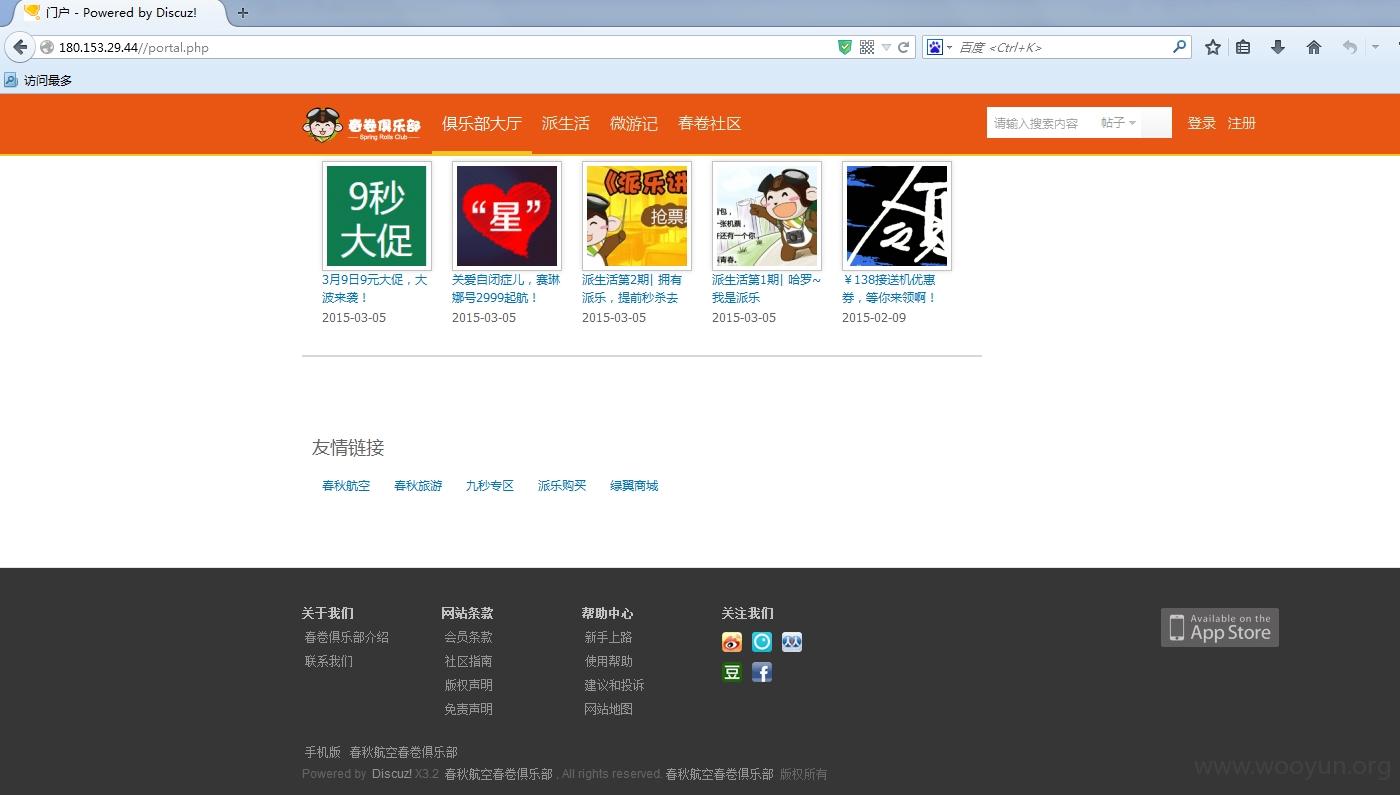 门户 - Powered by Discuz!
180.153.29.44//portal.php
百度 <Ctrl+K>
访问最多
春卷俱乐部
Spring Rolls Club
俱乐部大厅 派生活 微游记 春卷社区
请输入搜索内容 帖子
登录 注册
9秒
大促
“星”
《派乐讲
抢票
背包,
一张机票,
还有一个你,
青春。
领
3月9日9元大促，大
波来袭！
2015-03-05
关爱自闭症儿，赛琳
娜号2999起航！
2015-03-05
派生活第2期| 拥有
派乐，提前秒杀去
2015-03-05
派生活第1期| 哈罗~
我是派乐
2015-03-05
￥138接送机优惠
券，等你来领啊！
2015-02-09
友情链接
春秋航空 春秋旅游 九秒专区 派乐购买 绿翼商城
关于我们
春卷俱乐部介绍
联系我们
网站条款
会员条款
社区指南
版权声明
免责声明
帮助中心
新手上路
使用帮助
建议和投诉
网站地图
关注我们
豆
f
Available on the
App Store
手机版 春秋航空春卷俱乐部
Powered by Discuz! X3.2 春秋航空春卷俱乐部 . All rights reserved. 春秋航空春卷俱乐部 版权所有
www.wooyun.org